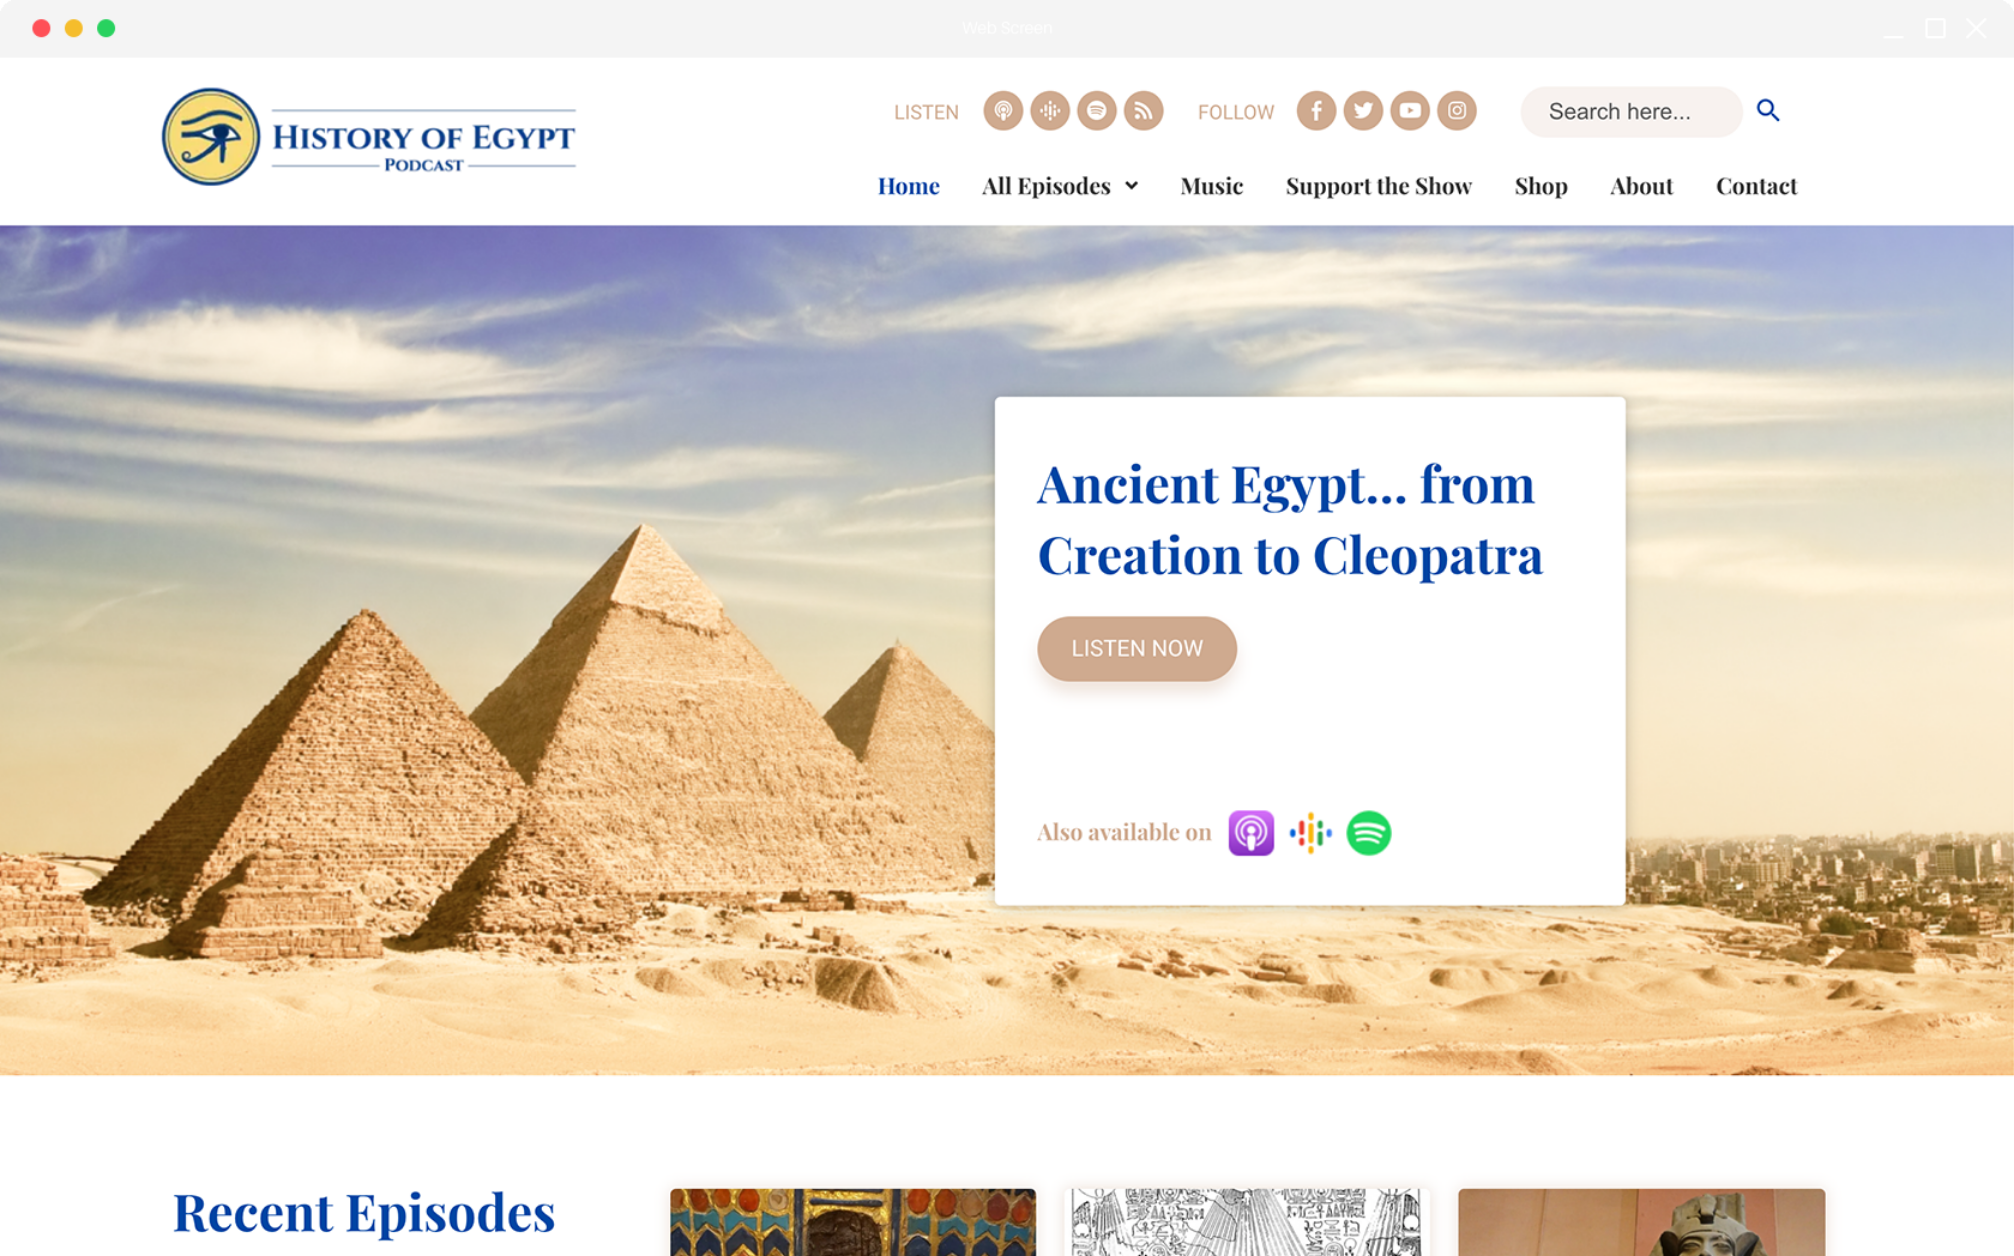 Web Screen
HISTORY OF EGYPT
PODCAST
LISTEN
FOLLOW
Search here...
Home
All Episodes
Music
Support the Show
Shop
About
Contact
Ancient Egypt... from
Creation to Cleopatra
LISTEN NOW
Also available on
Recent Episodes